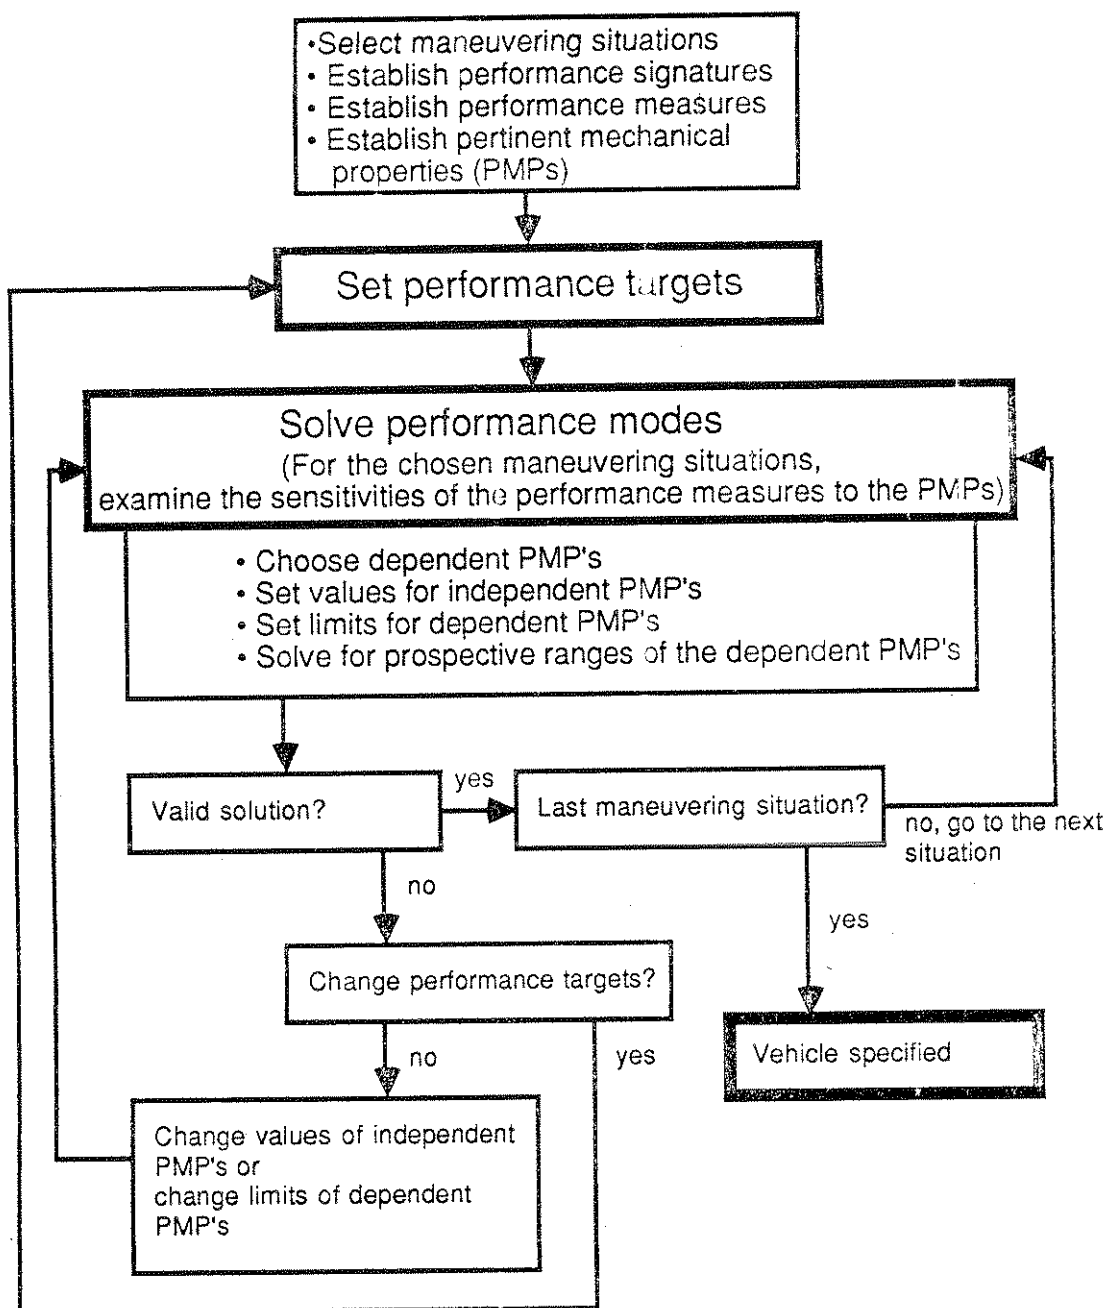 •Select maneuvering situations
• Establish performance signatures
• Establish performance measures
• Establish pertinent mechanical
properties (PMPs)
Set performance targets
Solve performance modes
(For the chosen maneuvering situations,
examine the sensitivities of the performance measures to the PMPs)
• Choose dependent PMP's
• Set values for independent PMP's
• Set limits for dependent PMP's
• Solve for prospective ranges of the dependent PMP's
Valid solution?
yes
Last maneuvering situation?
no, go to the next
situation
no
yes
Change performance targets?
Vehicle specified
no
yes
Change values of independent
PMP's or
change limits of dependent
PMP's